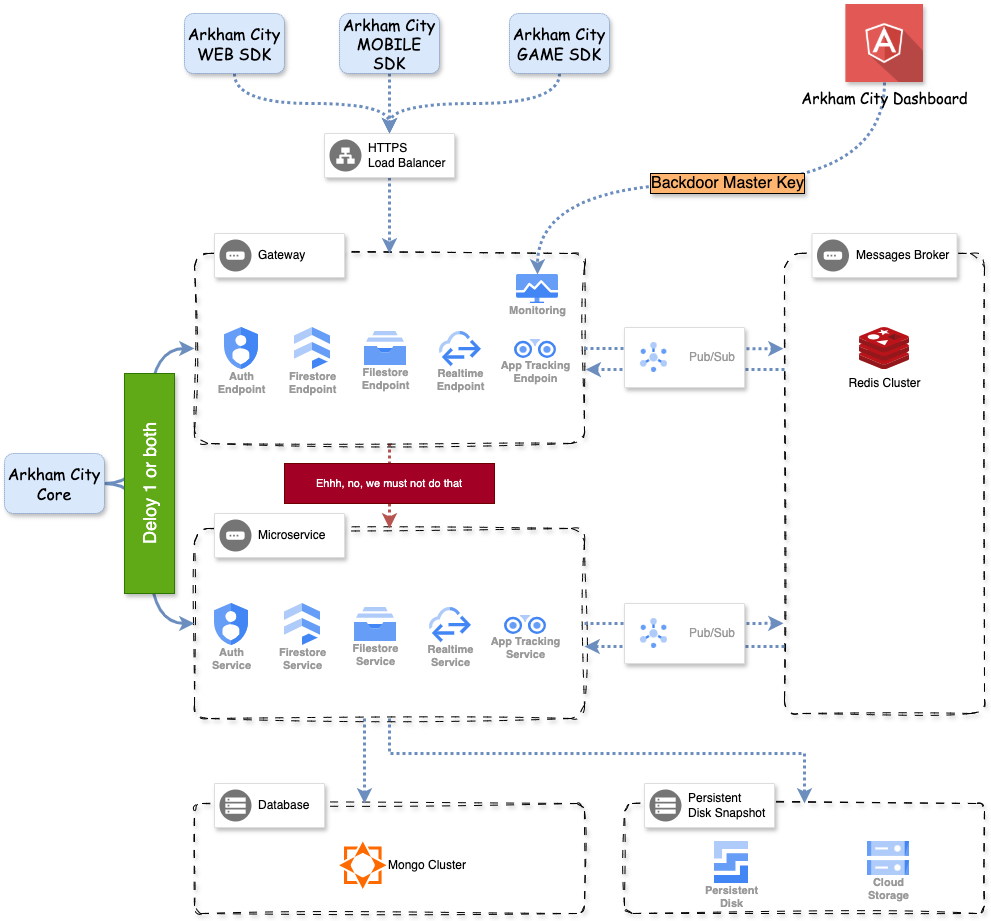 Arkham City
WEB SDK
Arkham City
MOBILE
SDK
Arkham City
GAME SDK
A
Arkham City Dashboard
HTTPS
Load Balancer
Backdoor Master Key
Gateway
Messages Broker
Monitoring
Auth
Endpoint
Firestore
Endpoint
Filestore
Endpoint
Realtime
Endpoint
App Tracking
Endpoin
Pub/Sub
Redis Cluster
Deloy 1 or both
Arkham City
Core
Ehhh, no, we must not do that
Microservice
Auth
Service
Firestore
Service
Filestore
Service
Realtime
Service
App Tracking
Service
Pub/Sub
Database
Mongo Cluster
Persistent
Disk Snapshot
Persistent
Disk
Cloud
Storage